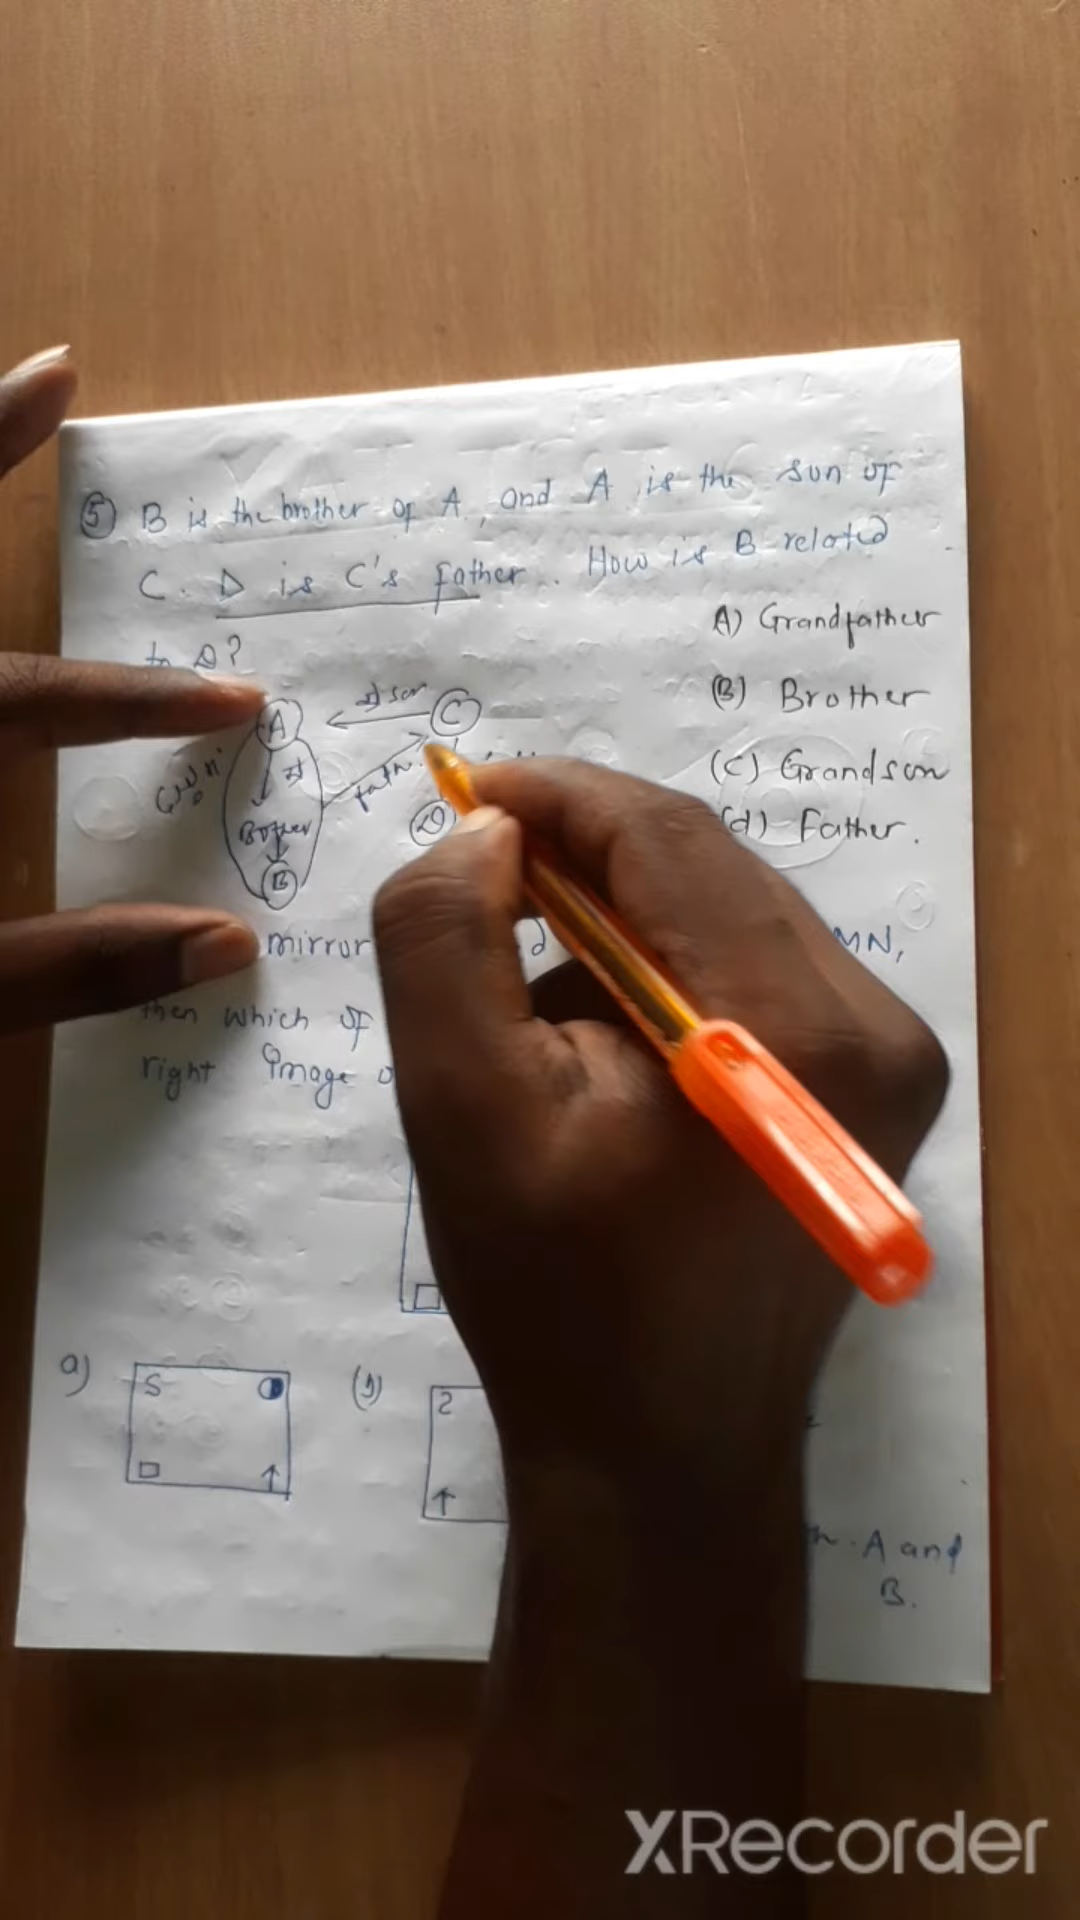 5 B is the brother of A, and A is the son of
C. D is C's father. How is B related
to D?
A) Grandfather
(B) Brother
(C) Grandson
(d) Father.
A
son
C
Brother
B
D
mirror
MN,
then which of
right Image
a)
S
2
A and
B.
XRecorder